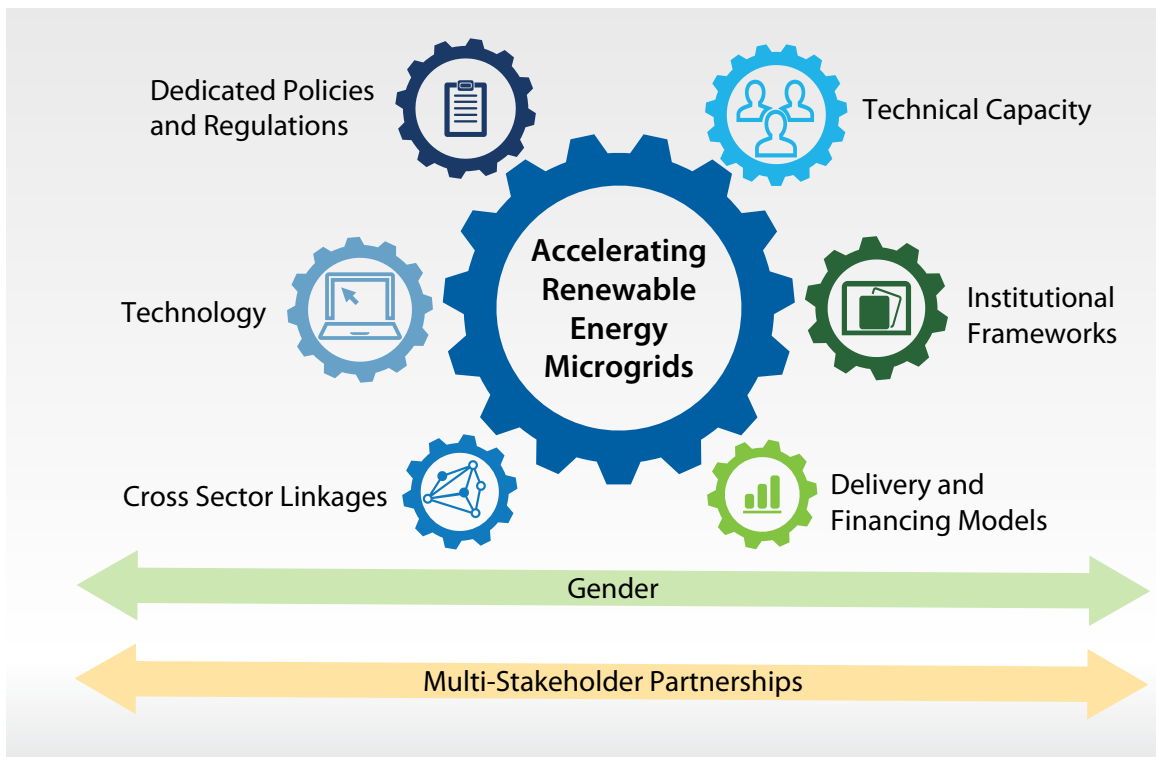 Dedicated Policies
and Regulations
Technical Capacity
Accelerating
Renewable
Energy
Microgrids
Technology
Institutional
Frameworks
Cross Sector Linkages
Delivery and
Financing Models
Gender
Multi-Stakeholder Partnerships